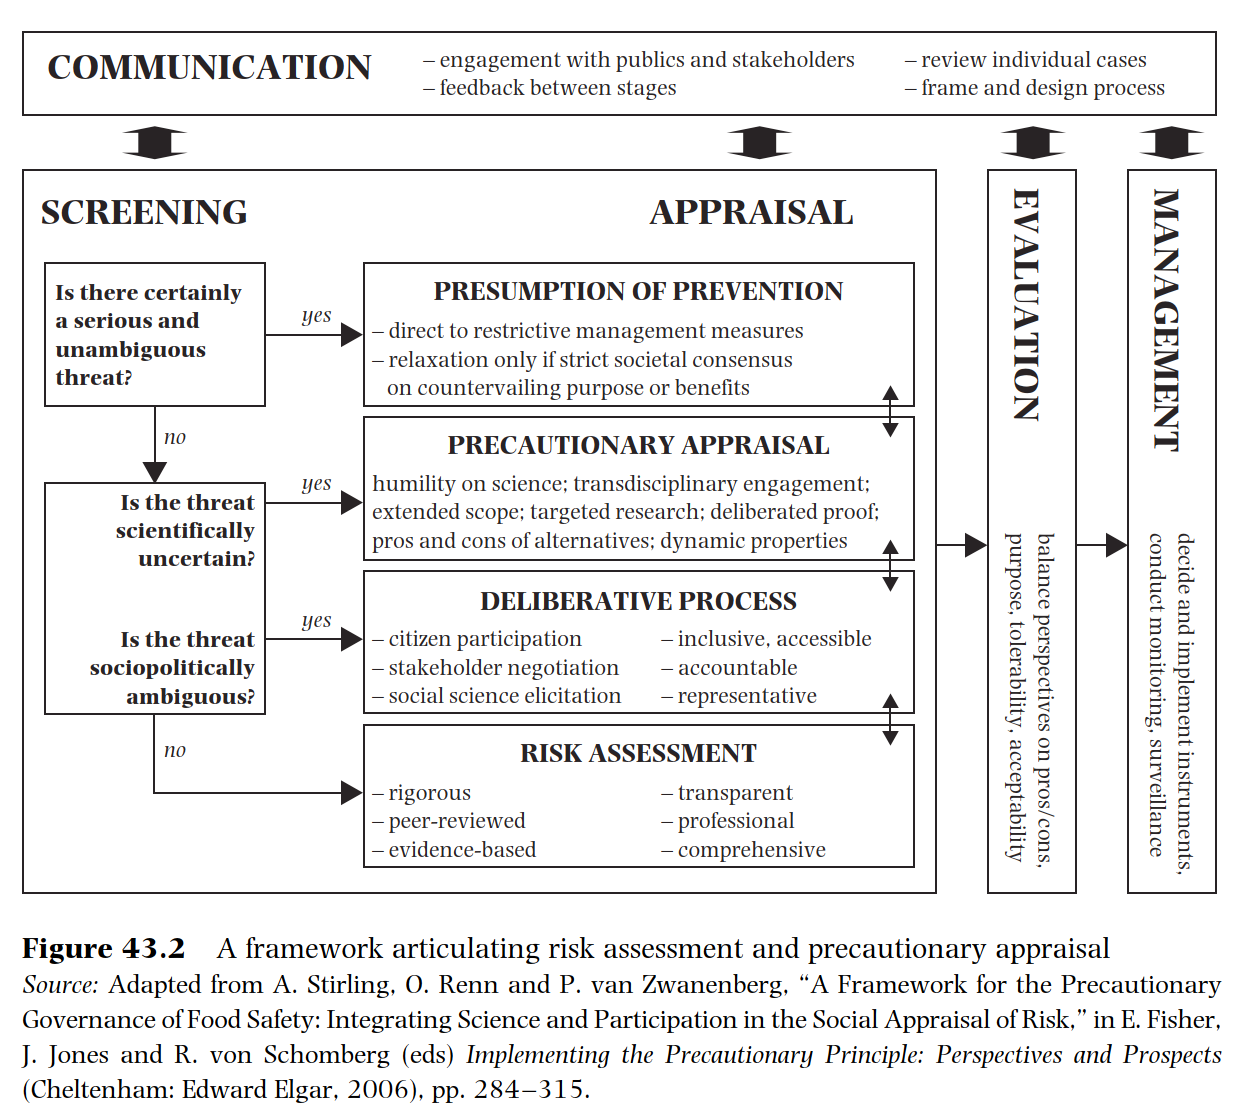 COMMUNICATION
– engagement with publics and stakeholders
– feedback between stages
– review individual cases
– frame and design process
SCREENING
APPRAISAL
Is there certainly
a serious and
unambiguous
threat?
yes
PRESUMPTION OF PREVENTION
– direct to restrictive management measures
– relaxation only if strict societal consensus
on countervailing purpose or benefits
no
Is the threat
scientifically
uncertain?
yes
PRECAUTIONARY APPRAISAL
humility on science; transdisciplinary engagement;
extended scope; targeted research; deliberated proof;
pros and cons of alternatives; dynamic properties
Is the threat
sociopolitically
ambiguous?
yes
DELIBERATIVE PROCESS
– citizen participation
– stakeholder negotiation
– social science elicitation
– inclusive, accessible
– accountable
– representative
no
RISK ASSESSMENT
– rigorous
– peer-reviewed
– evidence-based
– transparent
– professional
– comprehensive
EVALUATION
balance perspectives on pros/cons,
purpose, tolerability, acceptability
MANAGEMENT
decide and implement instruments,
conduct monitoring, surveillance
Figure 43.2 A framework articulating risk assessment and precautionary appraisal
Source: Adapted from A. Stirling, O. Renn and P. van Zwanenberg, “A Framework for the Precautionary
Governance of Food Safety: Integrating Science and Participation in the Social Appraisal of Risk,” in E. Fisher,
J. Jones and R. von Schomberg (eds) Implementing the Precautionary Principle: Perspectives and Prospects
(Cheltenham: Edward Elgar, 2006), pp. 284–315.